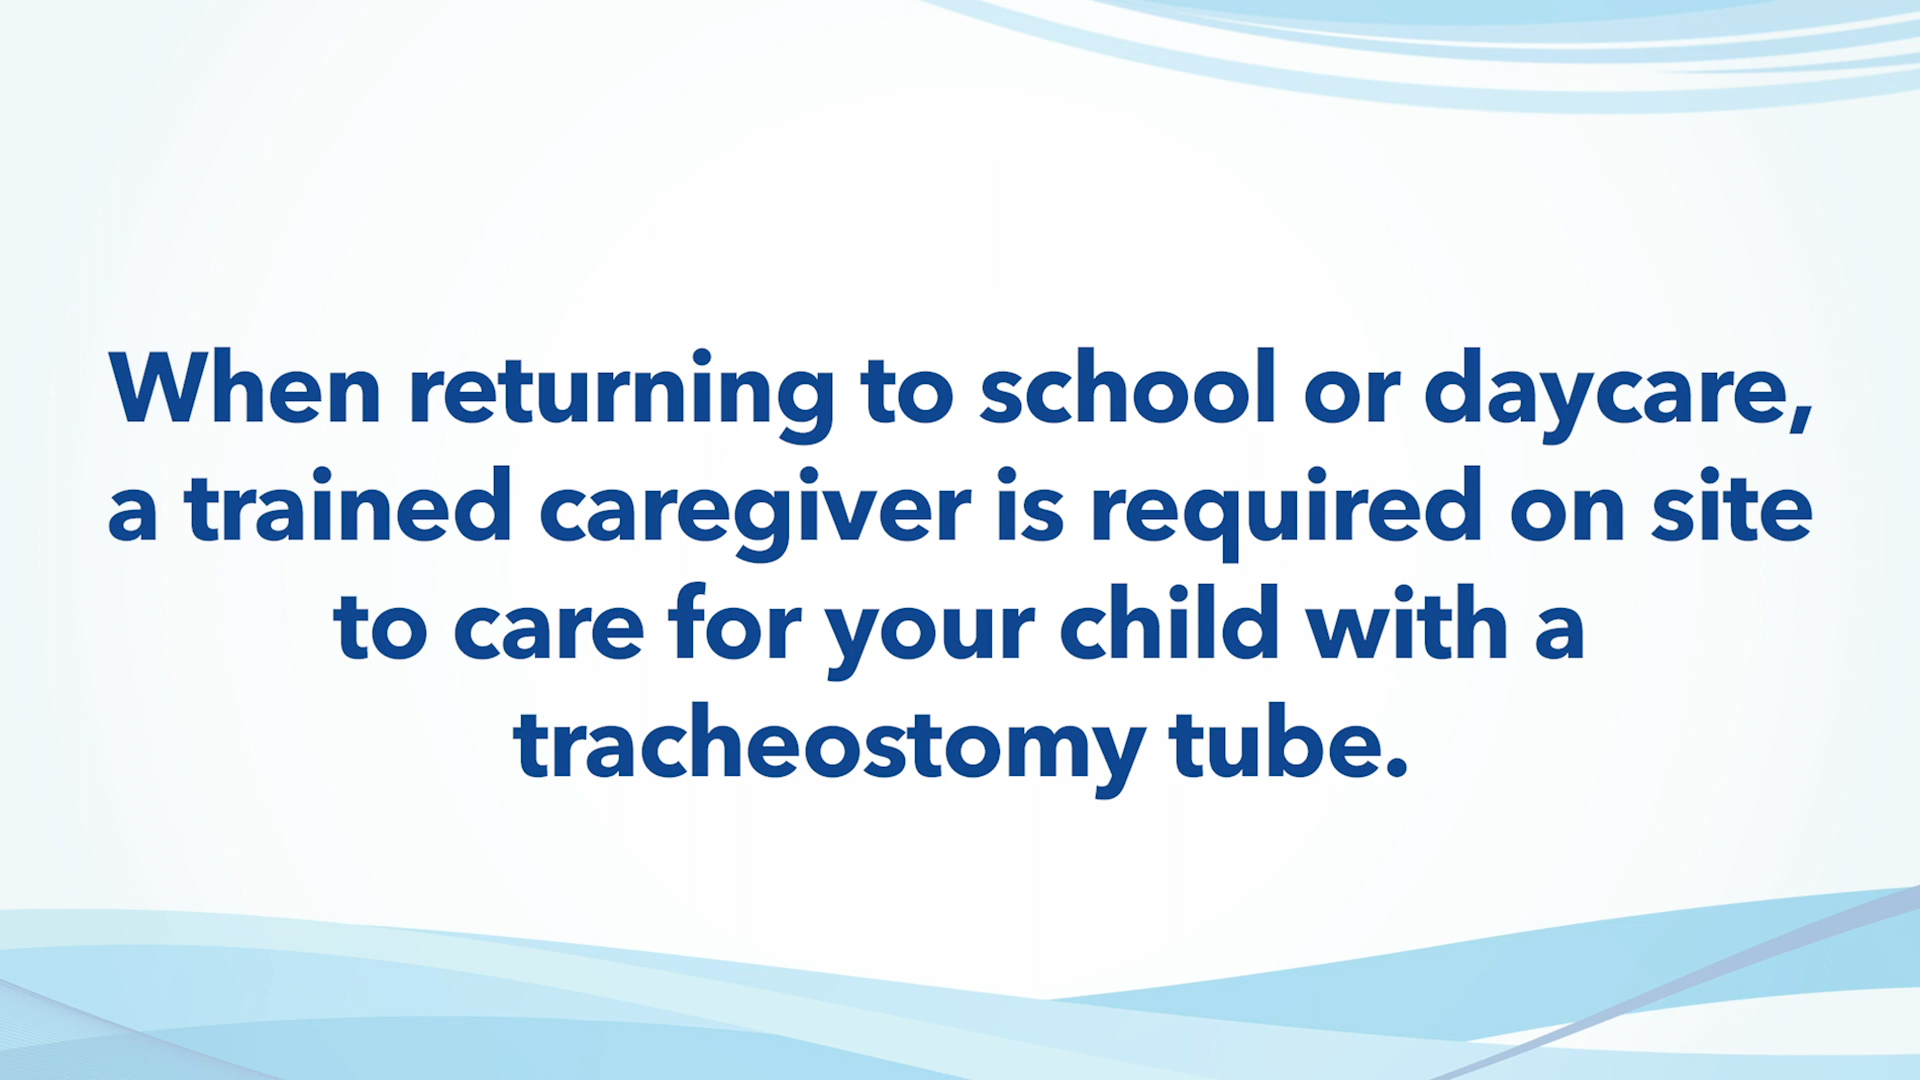 When returning to school or daycare,
a trained caregiver is required on site
to care for your child with a
tracheostomy tube.